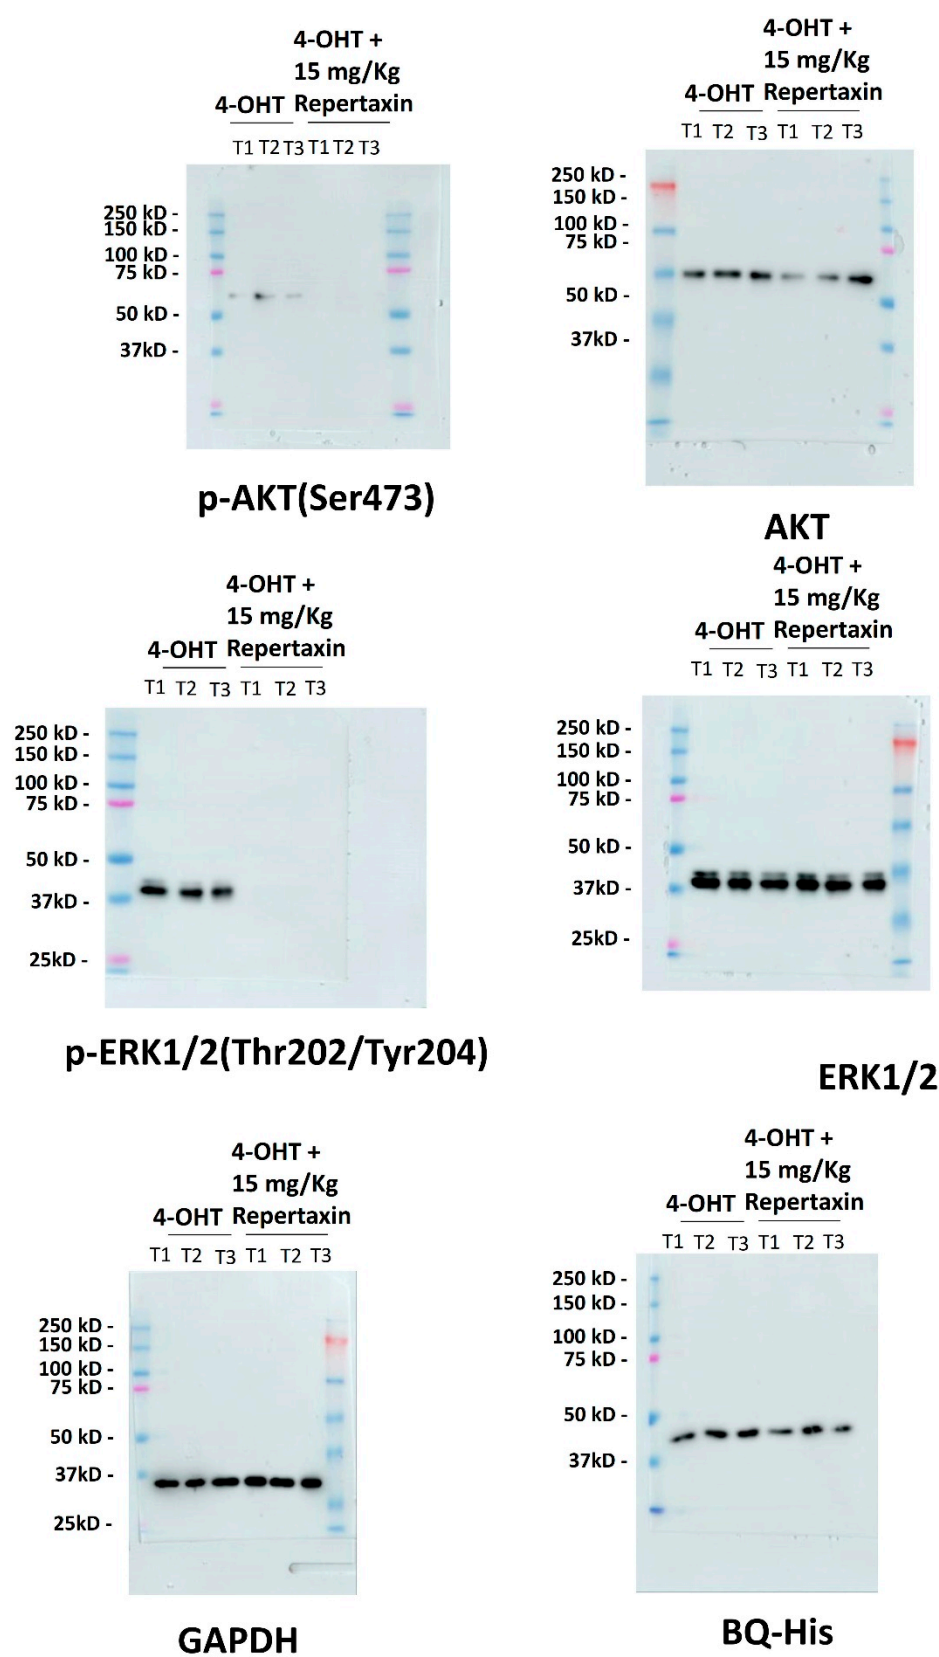 4-OHT +
15 mg/Kg
4-OHT Repertaxin
T1 T2 T3 T1 T2 T3
250 kD -
150 kD -
100 kD -
75 kD -
50 kD -
37kD -
p-AKT(Ser473)
4-OHT +
15 mg/Kg
4-OHT Repertaxin
T1 T2 T3 T1 T2 T3
250 kD -
150 kD -
100 kD -
75 kD -
50 kD -
37kD -
AKT
4-OHT +
15 mg/Kg
4-OHT Repertaxin
T1 T2 T3 T1 T2 T3
250 kD -
150 kD -
100 kD -
75 kD -
50 kD -
37kD -
25kD -
p-ERK1/2(Thr202/Tyr204)
4-OHT +
15 mg/Kg
4-OHT Repertaxin
T1 T2 T3 T1 T2 T3
250 kD -
150 kD -
100 kD -
75 kD -
50 kD -
37kD -
25kD -
ERK1/2
4-OHT +
15 mg/Kg
4-OHT Repertaxin
T1 T2 T3 T1 T2 T3
250 kD -
150 kD -
100 kD -
75 kD -
50 kD -
37kD -
25kD -
GAPDH
4-OHT +
15 mg/Kg
4-OHT Repertaxin
T1 T2 T3 T1 T2 T3
250 kD -
150 kD -
100 kD -
75 kD -
50 kD -
37kD -
BQ-His